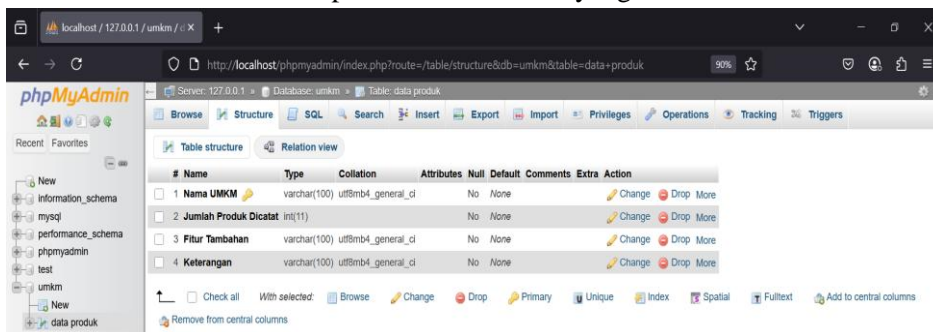 localhost / 127.0.0.1 / umkm / d
http://localhost/phpmyadmin/index.php?route=/table/structure&db=umkm&table=data+produk
90%
phpMyAdmin
Recent Favorites
New
information_schema
mysql
performance_schema
phpmyadmin
test
umkm
New
data produk
Server: 127.0.0.1 » Database: umkm » Table: data produk
Browse Structure SQL Search Insert Export Import Privileges Operations Tracking Triggers
Table structure Relation view
# Name Type Collation Attributes Null Default Comments Extra Action
1 Nama UMKM varchar(100) utf8mb4_general_ci No None Change Drop More
2 Jumlah Produk Dicatat int(11) No None Change Drop More
3 Fitur Tambahan varchar(100) utf8mb4_general_ci No None Change Drop More
4 Keterangan varchar(100) utf8mb4_general_ci No None Change Drop More
Check all With selected: Browse Change Drop Primary Unique Index Spatial Fulltext Add to central columns
Remove from central columns